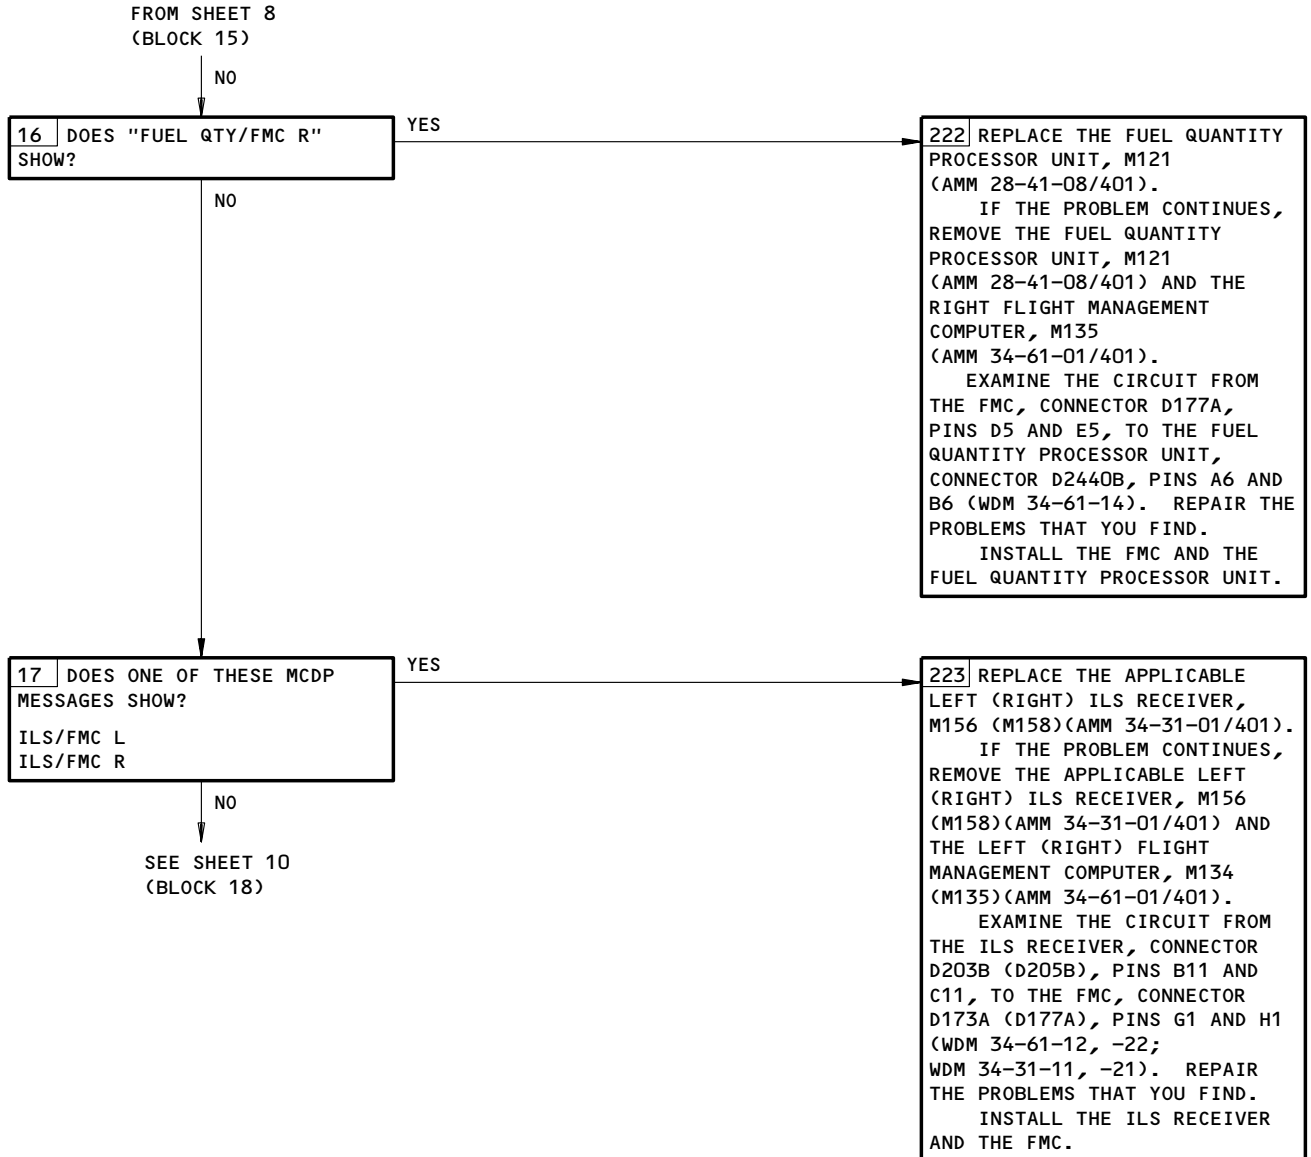 FROM SHEET 8
(BLOCK 15)
NO
16 DOES "FUEL QTY/FMC R"
SHOW?
YES
NO
222 REPLACE THE FUEL QUANTITY
PROCESSOR UNIT, M121
(AMM 28-41-08/401).
IF THE PROBLEM CONTINUES,
REMOVE THE FUEL QUANTITY
PROCESSOR UNIT, M121
(AMM 28-41-08/401) AND THE
RIGHT FLIGHT MANAGEMENT
COMPUTER, M135
(AMM 34-61-01/401).
EXAMINE THE CIRCUIT FROM
THE FMC, CONNECTOR D177A,
PINS D5 AND E5, TO THE FUEL
QUANTITY PROCESSOR UNIT,
CONNECTOR D2440B, PINS A6 AND
B6 (WDM 34-61-14). REPAIR THE
PROBLEMS THAT YOU FIND.
INSTALL THE FMC AND THE
FUEL QUANTITY PROCESSOR UNIT.
17 DOES ONE OF THESE MCDP
MESSAGES SHOW?
ILS/FMC L
ILS/FMC R
YES
NO
SEE SHEET 10
(BLOCK 18)
223 REPLACE THE APPLICABLE
LEFT (RIGHT) ILS RECEIVER,
M156 (M158)(AMM 34-31-01/401).
IF THE PROBLEM CONTINUES,
REMOVE THE APPLICABLE LEFT
(RIGHT) ILS RECEIVER, M156
(M158)(AMM 34-31-01/401) AND
THE LEFT (RIGHT) FLIGHT
MANAGEMENT COMPUTER, M134
(M135)(AMM 34-61-01/401).
EXAMINE THE CIRCUIT FROM
THE ILS RECEIVER, CONNECTOR
D203B (D205B), PINS B11 AND
C11, TO THE FMC, CONNECTOR
D173A (D177A), PINS G1 AND H1
(WDM 34-61-12, -22;
WDM 34-31-11, -21). REPAIR
THE PROBLEMS THAT YOU FIND.
INSTALL THE ILS RECEIVER
AND THE FMC.